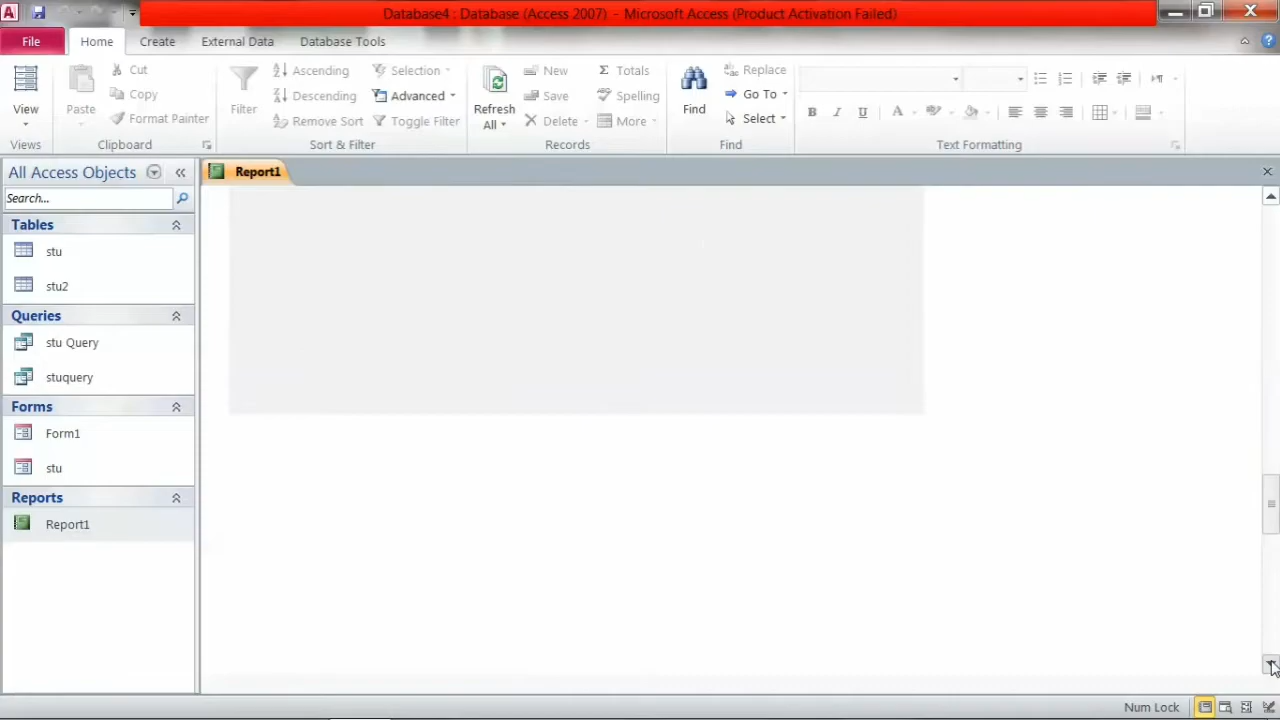 Database4 : Database (Access 2007) - Microsoft Access (Product Activation Failed)
File Home Create External Data Database Tools
View
Views
Paste
Cut
Copy
Format Painter
Clipboard
Filter
Ascending
Descending
Remove Sort
Selection
Advanced
Toggle Filter
Sort & Filter
Refresh All
New
Save
Delete
Totals
Spelling
More
Records
Find
Replace
Go To
Select
Find
B I U A
Text Formatting
All Access Objects
Search...
Tables
stu
stu2
Queries
stu Query
stuquery
Forms
Form1
stu
Reports
Report1
Report1
Num Lock